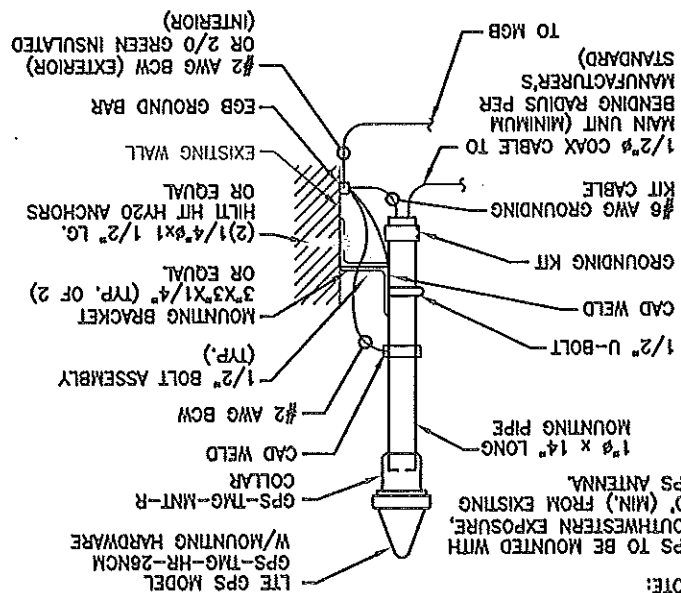 OTE:
PS TO BE MOUNTED WITH
OUTHWESTERN EXPOSURE,
0' (MIN.) FROM EXISTING
PS ANTENNA.
1"ø x 14" LONG
MOUNTING PIPE
1/2" U-BOLT
CAD WELD
GROUNDING KIT
#6 AWG GROUNDING
KIT CABLE
1/2"ø COAX CABLE TO
MAIN UNIT (MINIMUM
BENDING RADIUS PER
MANUFACTURER'S
STANDARD)
TO MGB
LTE GPS MODEL
GPS-TMG-HR-26NCM
W/MOUNTING HARDWARE
GPS-TMG-MNT-R
COLLAR
CAD WELD
#2 AWG BCW
1/2" BOLT ASSEMBLY
(TYP.)
MOUNTING BRACKET
3"X3"X1/4" (TYP. OF 2)
OR EQUAL
(2)1/4"øx1 1/2" LG.
HILTI HIT HY20 ANCHORS
OR EQUAL
EXISTING WALL
EGB GROUND BAR
#2 AWG BCW (EXTERIOR)
OR 2/0 GREEN INSULATED
(INTERIOR)